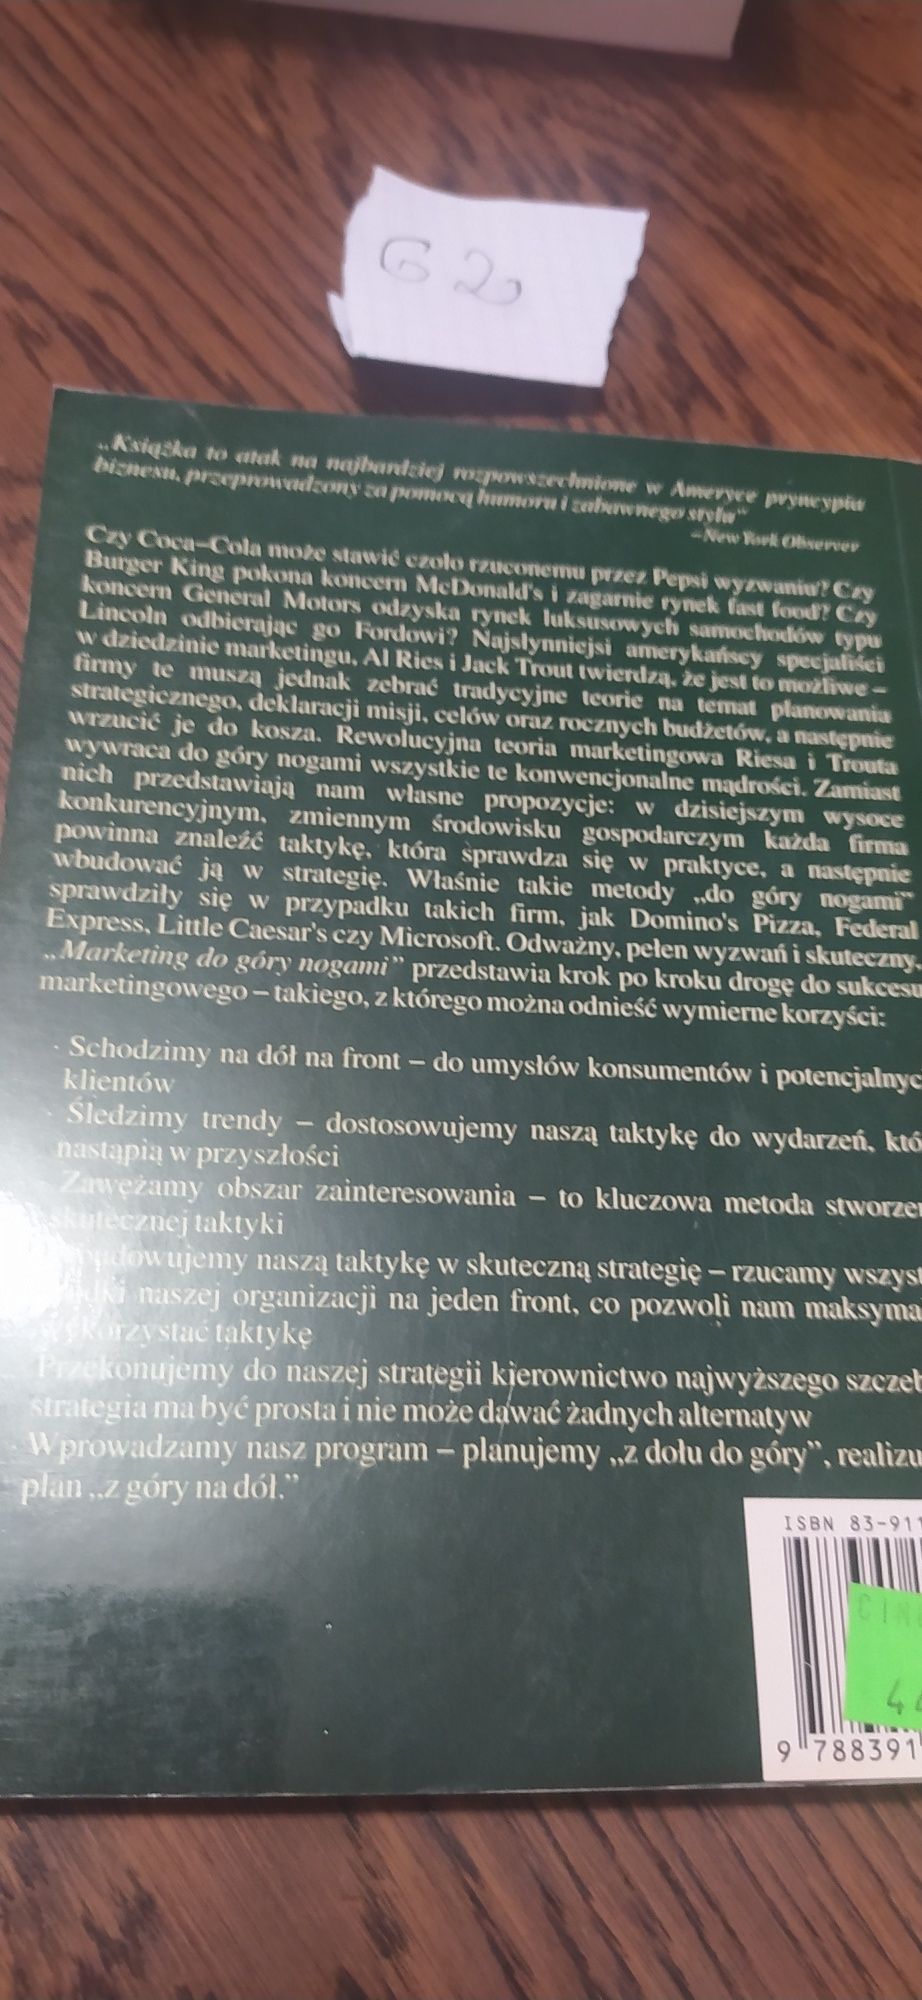 G2
„Książka to atak na najbardziej rozpowszechnione w Ameryce pryncypia
biznesu, przeprowadzony za pomocą humoru i zabawnego stylu”
–New York Observer
Czy Coca–Cola może stawić czoło rzuconemu przez Pepsi wyzwaniu? Czy
Burger King pokona koncern McDonald's i zagarnie rynek fast food? Czy
koncern General Motors odzyska rynek luksusowych samochodów typu
Lincoln odbierając go Fordowi? Najsłynniejsi amerykańscy specjaliści
w dziedzinie marketingu, Al Ries i Jack Trout twierdzą, że jest to możliwe –
firmy te muszą jednak zebrać tradycyjne teorie na temat planowania
strategicznego, deklaracji misji, celów oraz rocznych budżetów, a następnie
wrzucić je do kosza. Rewolucyjna teoria marketingowa Riesa i Trouta
wywraca do góry nogami wszystkie te konwencjonalne mądrości. Zamiast
nich przedstawiają nam własne propozycje: w dzisiejszym wysoce
konkurencyjnym, zmiennym środowisku gospodarczym każda firma
powinna znaleźć taktykę, która sprawdza się w praktyce, a następnie
wbudować ją w strategię. Właśnie takie metody „do góry nogami”
sprawdziły się w przypadku takich firm, jak Domino's Pizza, Federal
Express, Little Caesar's czy Microsoft. Odważny, pełen wyzwań i skuteczny,
„Marketing do góry nogami” przedstawia krok po kroku drogę do sukcesu
marketingowego – takiego, z którego można odnieść wymierne korzyści:
· Schodzimy na dół na front – do umysłów konsumentów i potencjalnyc
klientów
· Śledzimy trendy – dostosowujemy naszą taktykę do wydarzeń, któ
nastąpią w przyszłości
Zawężamy obszar zainteresowania – to kluczowa metoda stworze
skutecznej taktyki
budowujemy naszą taktykę w skuteczną strategię – rzucamy wszyst
naszej organizacji na jeden front, co pozwoli nam maksyma
wykorzystać taktykę
Przekonujemy do naszej strategii kierownictwo najwyższego szczeb
strategia ma być prosta i nie może dawać żadnych alternatyw
· Wprowadzamy nasz program – planujemy „z dołu do góry”, realizu
plan „z góry na dół.”
ISBN 83-911
44
9 788391